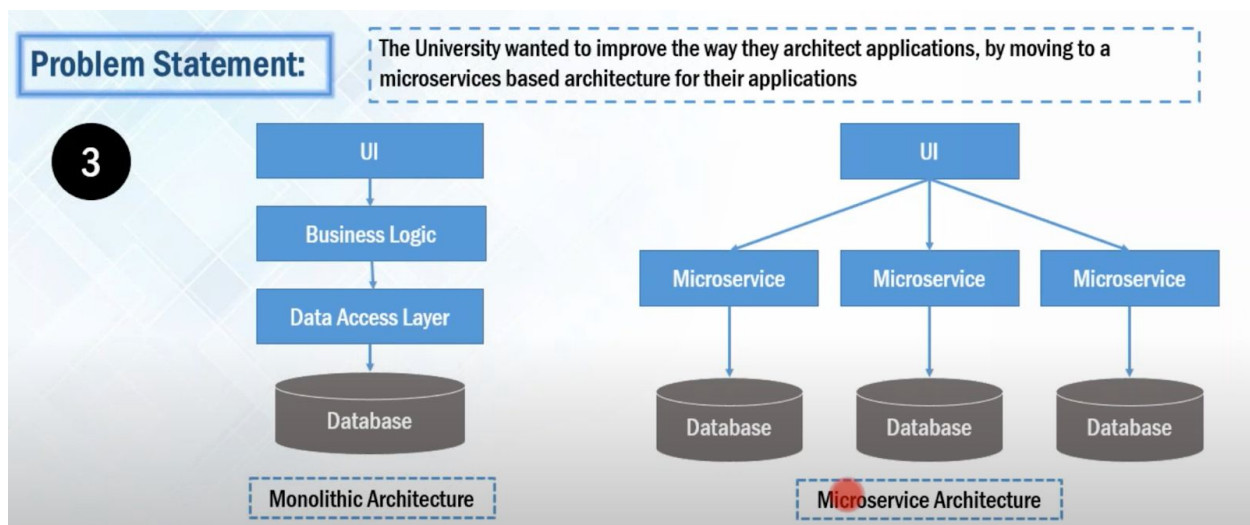 Problem Statement:
The University wanted to improve the way they architect applications, by moving to a
microservices based architecture for their applications
3
UI
Business Logic
Data Access Layer
Database
Monolithic Architecture
UI
Microservice Microservice Microservice
Database Database Database
Microservice Architecture